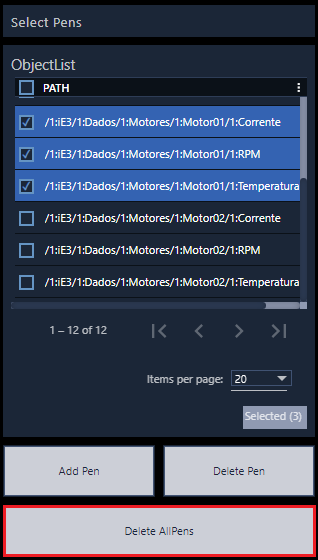 Select Pens
ObjectList
PATH
/1:iE3/1:Dados/1:Motores/1:Motor01/1:Corrente
/1:iE3/1:Dados/1:Motores/1:Motor01/1:RPM
/1:iE3/1:Dados/1:Motores/1:Motor01/1:Temperatura
/1:iE3/1:Dados/1:Motores/1:Motor02/1:Corrente
/1:iE3/1:Dados/1:Motores/1:Motor02/1:RPM
/1:iE3/1:Dados/1:Motores/1:Motor02/1:Temperatura
1 – 12 of 12
Items per page: 20
Selected (3)
Add Pen Delete Pen
Delete AllPens